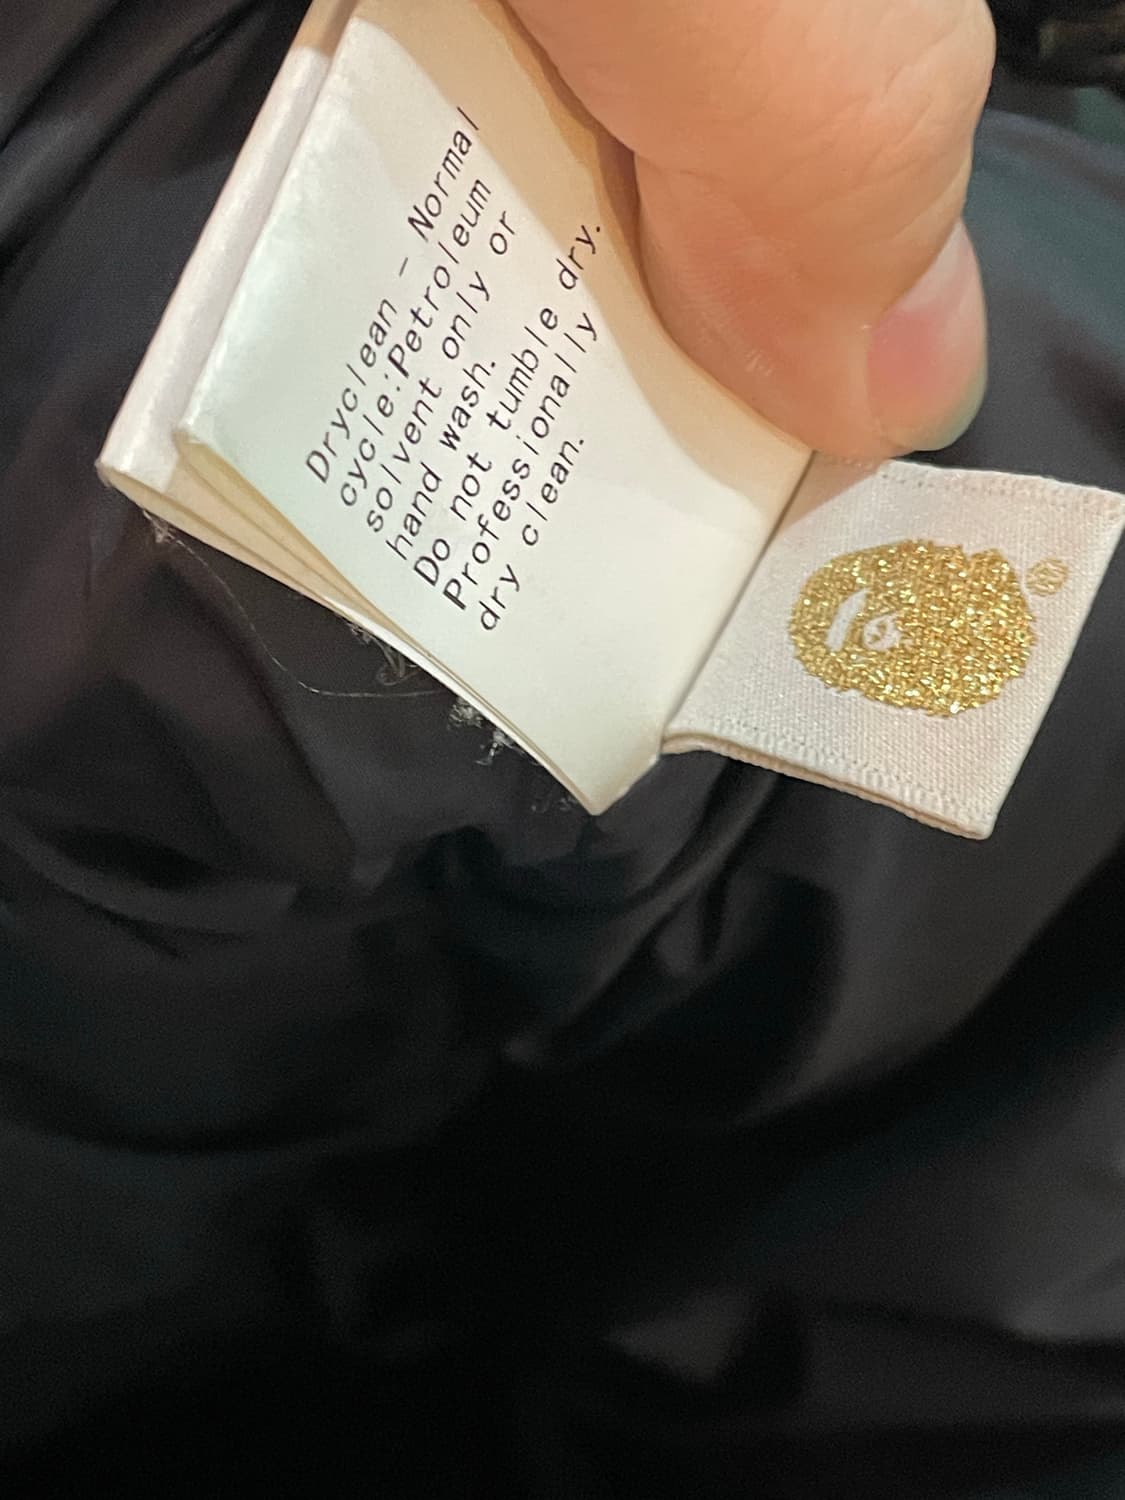 Dryclean - Normal
cycle:Petroleum
solvent only or
hand wash.
Do not tumble dry.
Professionally
dry clean.